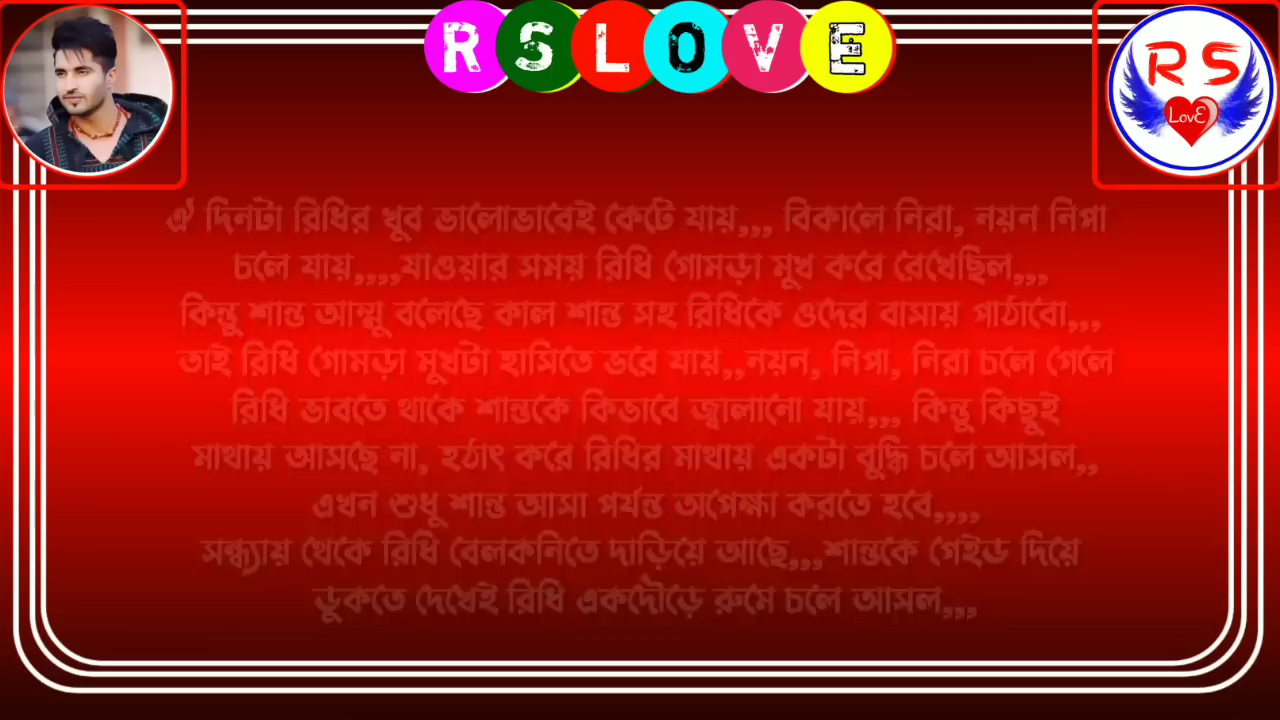 RSLOVE
RS
LovE
ঐ দিনটা রিধির খুব ভালোভাবেই কেটে যায়,,, বিকালে নিরা, নয়ন নিপা
চলে যায়,,,,যাওয়ার সময় রিধি গোমড়া মুখ করে রেখেছিল,,,
কিন্তু শান্ত আম্মু বলেছে কাল শান্ত সহ রিধিকে ওদের বাসায় পাঠাবো,,,
তাই রিধি গোমড়া মুখটা হাসিতে ভরে যায়,,নয়ন, নিপা, নিরা চলে গেলে
রিধি ভাবতে থাকে শান্তকে কিভাবে জ্বালানো যায়,,, কিন্তু কিছুই
মাথায় আসছে না, হঠাৎ করে রিধির মাথায় একটা বুদ্ধি চলে আসল,,
এখন শুধু শান্ত আসা পর্যন্ত অপেক্ষা করতে হবে,,,,
সন্ধ্যায় থেকে রিধি বেলকনিতে দাড়িয়ে আছে,,,শান্তকে গেইড দিয়ে
ডুকতে দেখেই রিধি একদৌড়ে রুমে চলে আসল,,,